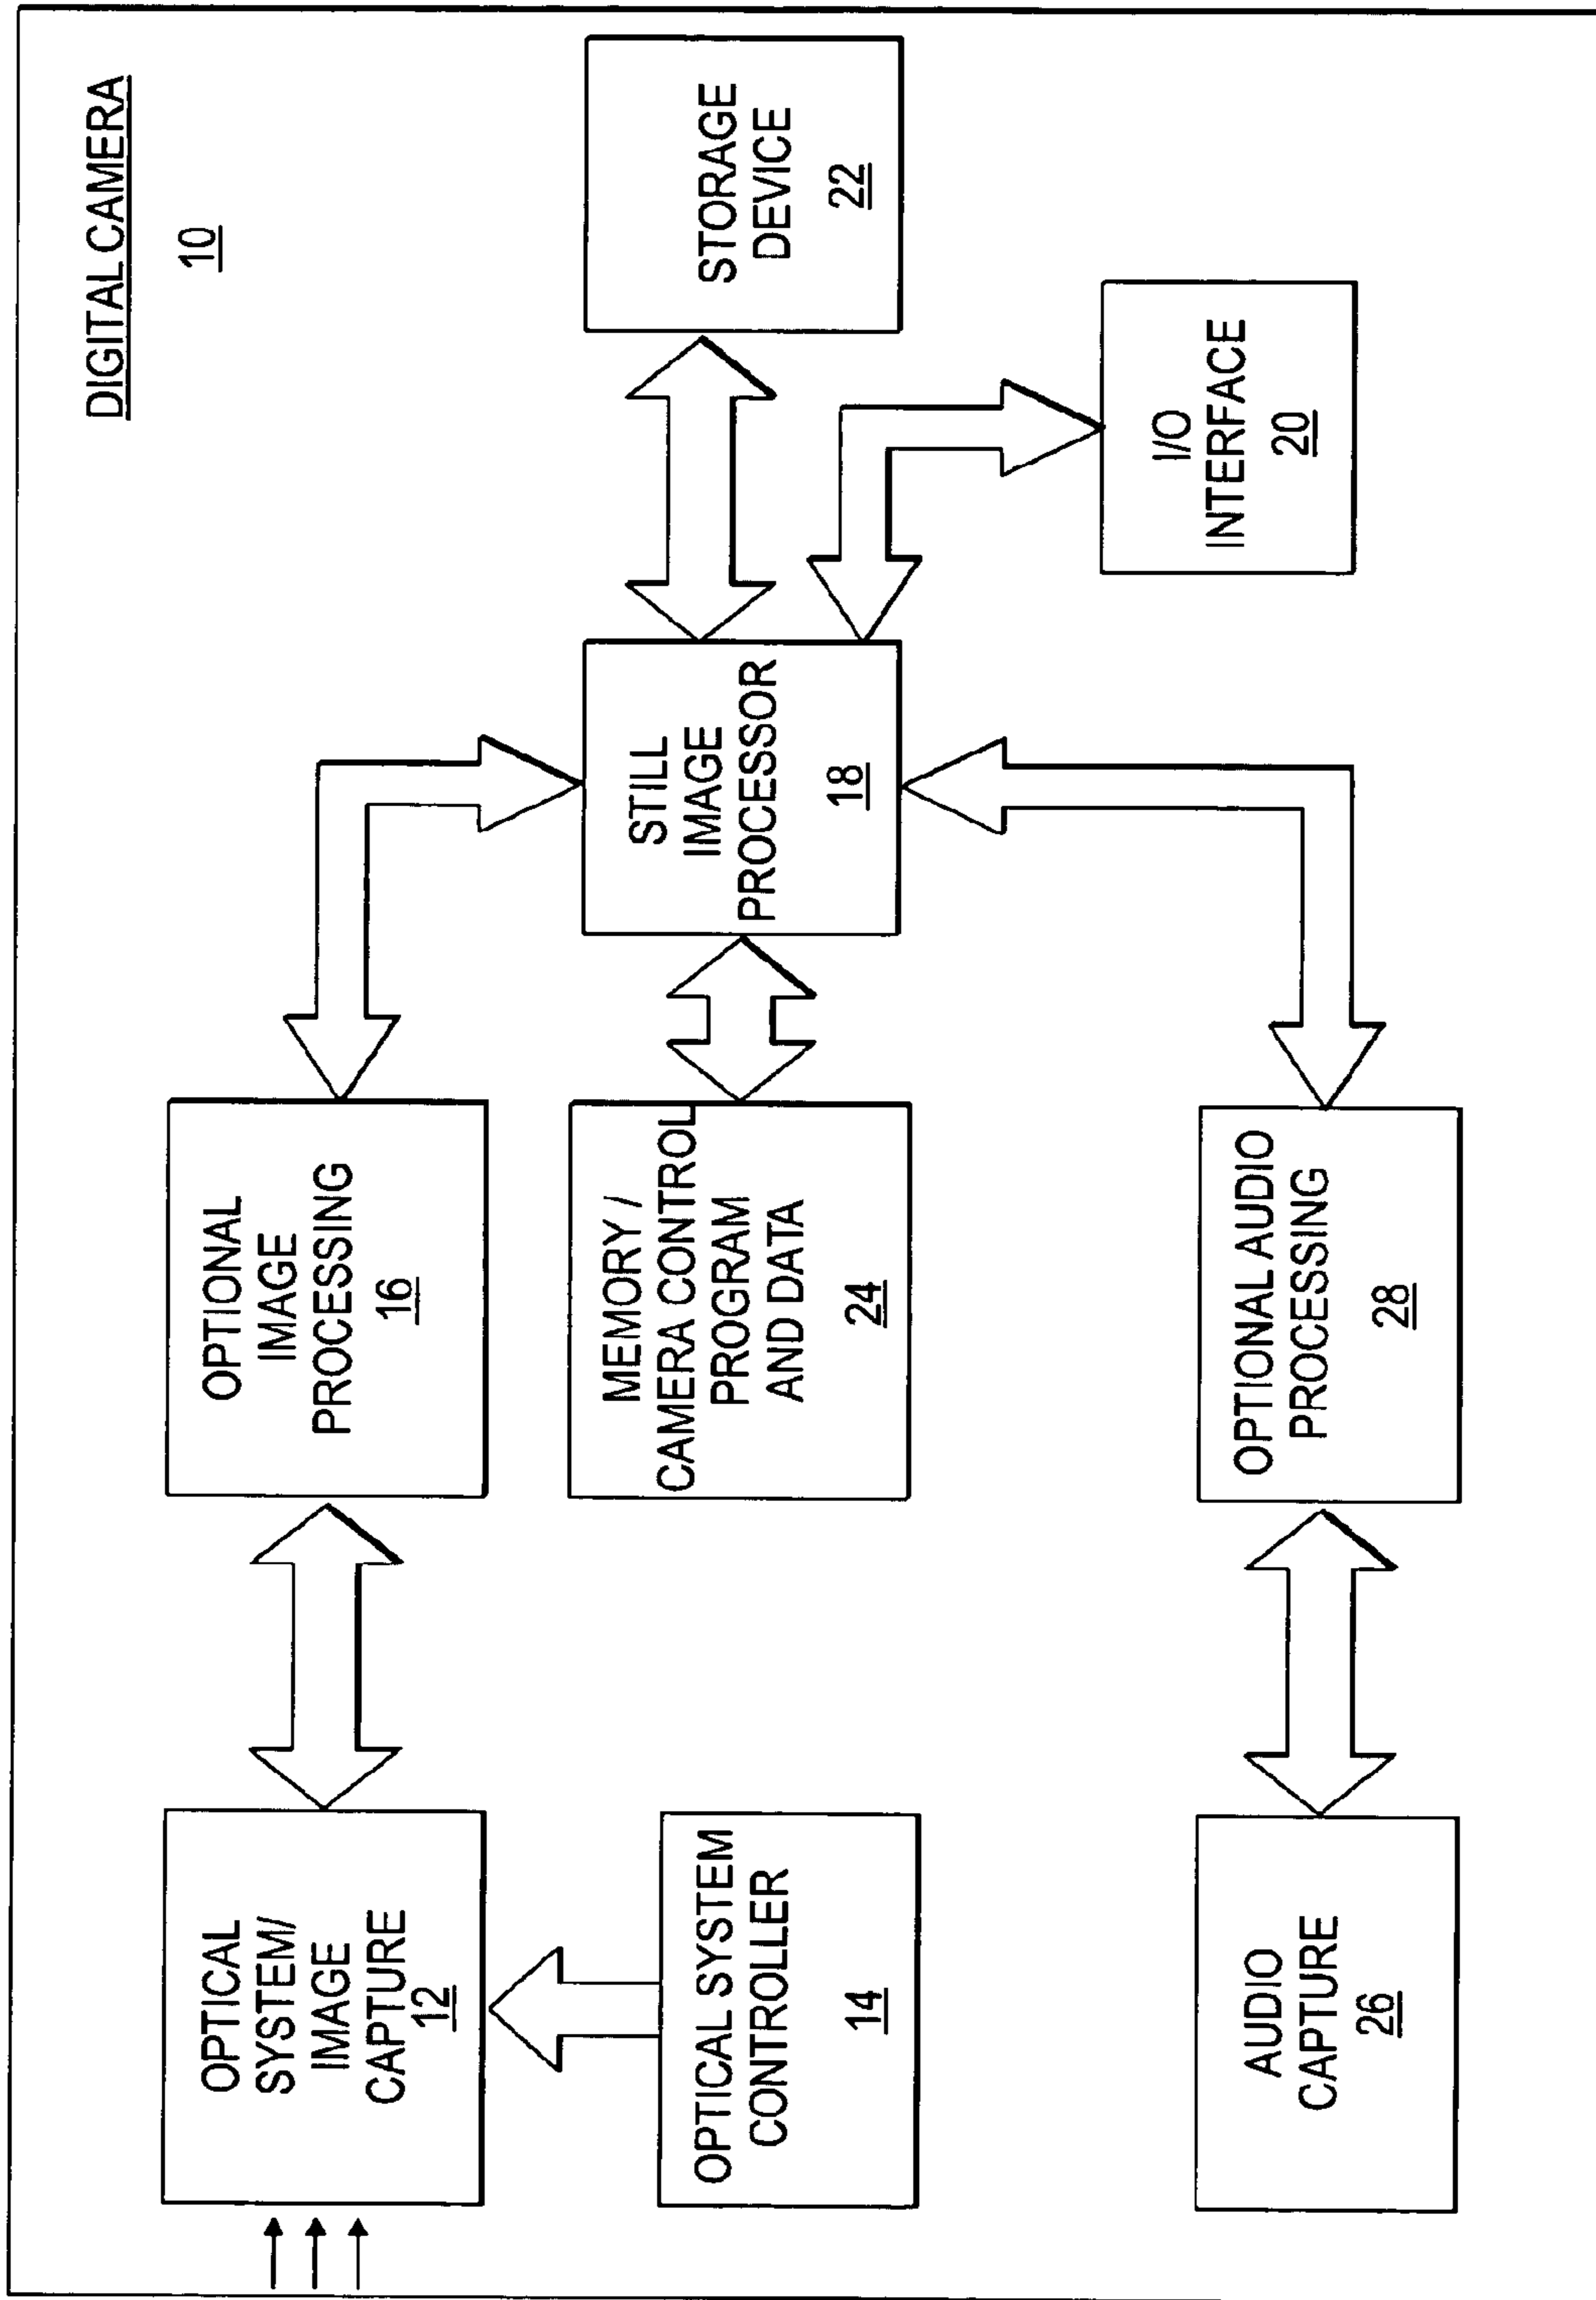 DIGITAL CAMERA
10
OPTICAL
SYSTEM/
IMAGE
CAPTURE
12
OPTIONAL
IMAGE
PROCESSING
16
OPTICAL SYSTEM
CONTROLLER
14
MEMORY /
CAMERA CONTROL
PROGRAM
AND DATA
24
STILL
IMAGE
PROCESSOR
18
STORAGE
DEVICE
22
I/O
INTERFACE
20
AUDIO
CAPTURE
26
OPTIONAL AUDIO
PROCESSING
28